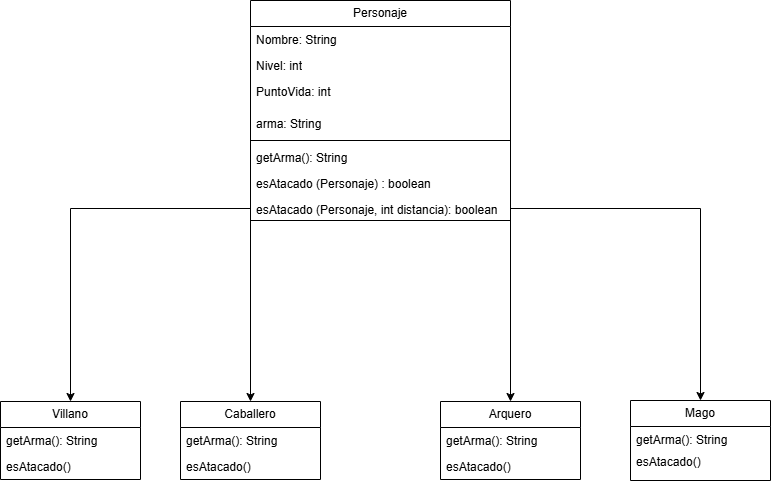 Personaje
Nombre: String
Nivel: int
PuntoVida: int
arma: String
getArma(): String
esAtacado (Personaje) : boolean
esAtacado (Personaje, int distancia): boolean
Villano
getArma(): String
esAtacado()
Caballero
getArma(): String
esAtacado()
Arquero
getArma(): String
esAtacado()
Mago
getArma(): String
esAtacado()